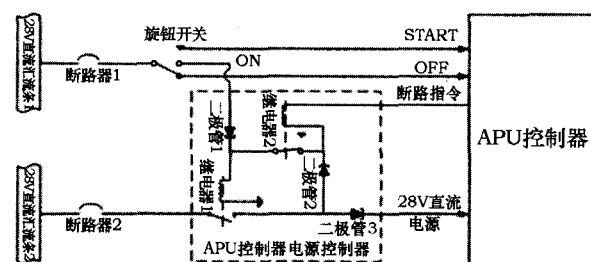 28V直流汇流条1
旋钮开关
START
ON
OFF
断路器1
断路指令
二极管1
继电器2
APU控制器
继电器1
二极管2
28V直流汇流条2
28V直流
电源
断路器2
二极管3
APU控制器电源控制器